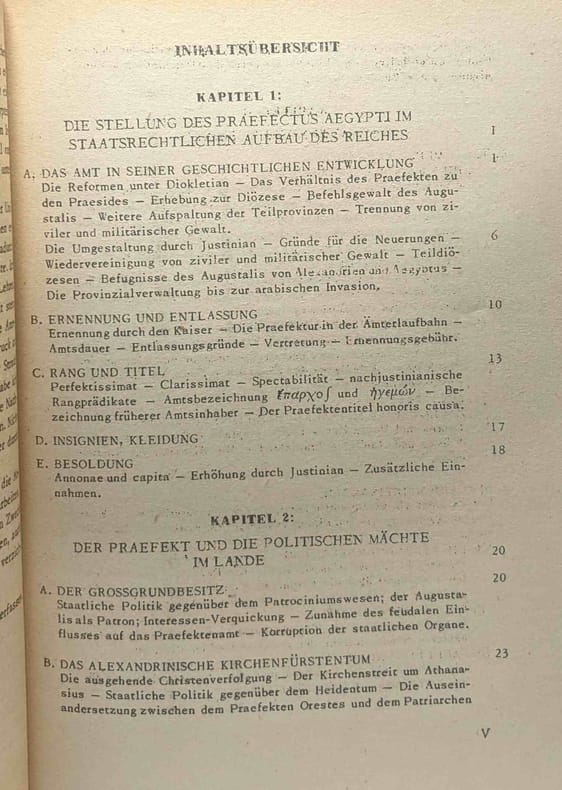 INHALTSÜBERSICHT
KAPITEL 1:
DIE STELLUNG DES PRAEFECTUS AEGYPTI IM
STAATSRECHTLICHEN AUFBAU DES REICHES 1
A. DAS AMT IN SEINER GESCHICHTLICHEN ENTWICKLUNG 1
Die Reformen unter Diokletian — Das Verhältnis des Praefekten zu
den Praesides — Erhebung zur Diözese — Befehlsgewalt des Augu-
stalis — Weitere Aufspaltung der Teilprovinzen — Trennung von zi-
viler und militärischer Gewalt.
Die Umgestaltung durch Justinian — Gründe für die Neuerungen — 6
Wiedervereinigung von ziviler und militärischer Gewalt — Teildiö-
zesen — Befugnisse des Augustalis von Alexandrien und Aegyptus —
Die Provinzialverwaltung bis zur arabischen Invasion.
B. ERNENNUNG UND ENTLASSUNG 10
Ernennung durch den Kaiser — Die Praefektur in der Ämterlaufbahn —
Amtsdauer — Entlassungsgründe — Vertretung — Ernennungsgebühr.
C. RANG UND TITEL 13
Perfektissimat — Clarissimat — Spectabilität — nachjustinianische
Rangprädikate — Amtsbezeichnung ἔπαρχος und ἡγεμών — Be-
zeichnung früherer Amtsinhaber — Der Praefektentitel honoris causa.
D. INSIGNIEN, KLEIDUNG 17
E. BESOLDUNG 18
Annonae und capita — Erhöhung durch Justinian — Zusätzliche Ein-
nahmen.
KAPITEL 2:
DER PRAEFEKT UND DIE POLITISCHEN MÄCHTE
IM LANDE 20
A. DER GROSSGRUNDBESITZ 20
Staatliche Politik gegenüber dem Patrociniumswesen; der Augusta-
lis als Patron; Interessen-Verquickung — Zunahme des feudalen Ein-
flusses auf das Praefektenamt — Korruption der staatlichen Organe.
B. DAS ALEXANDRINISCHE KIRCHENFÜRSTENTUM 23
Die ausgehende Christenverfolgung — Der Kirchenstreit um Athana-
sius — Staatliche Politik gegenüber dem Heidentum — Die Ausein-
andersetzung zwischen dem Praefekten Orestes und dem Patriarchen
V